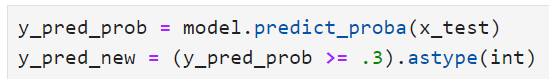 y_pred_prob = model.predict_proba(x_test)
y_pred_new = (y_pred_prob >= .3).astype(int)